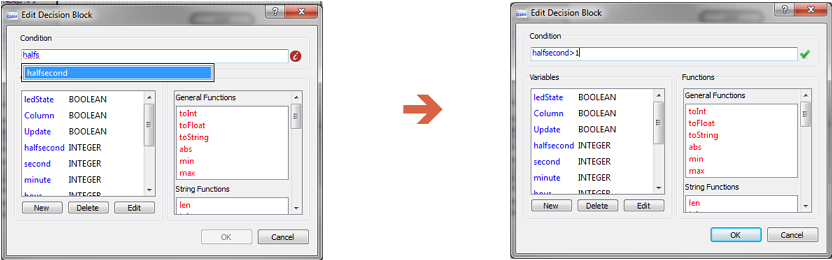 Edit Decision Block
Condition
halfs
halfsecond
ledState BOOLEAN
Column BOOLEAN
Update BOOLEAN
halfsecond INTEGER
second INTEGER
minute INTEGER
hour INTEGER
New Delete Edit
General Functions
toInt
toFloat
toString
abs
min
max
String Functions
len
OK Cancel
Edit Decision Block
Condition
halfsecond>1
Variables
ledState BOOLEAN
Column BOOLEAN
Update BOOLEAN
halfsecond INTEGER
second INTEGER
minute INTEGER
hour INTEGER
New Delete Edit
Functions
General Functions
toInt
toFloat
toString
abs
min
max
String Functions
len
OK Cancel